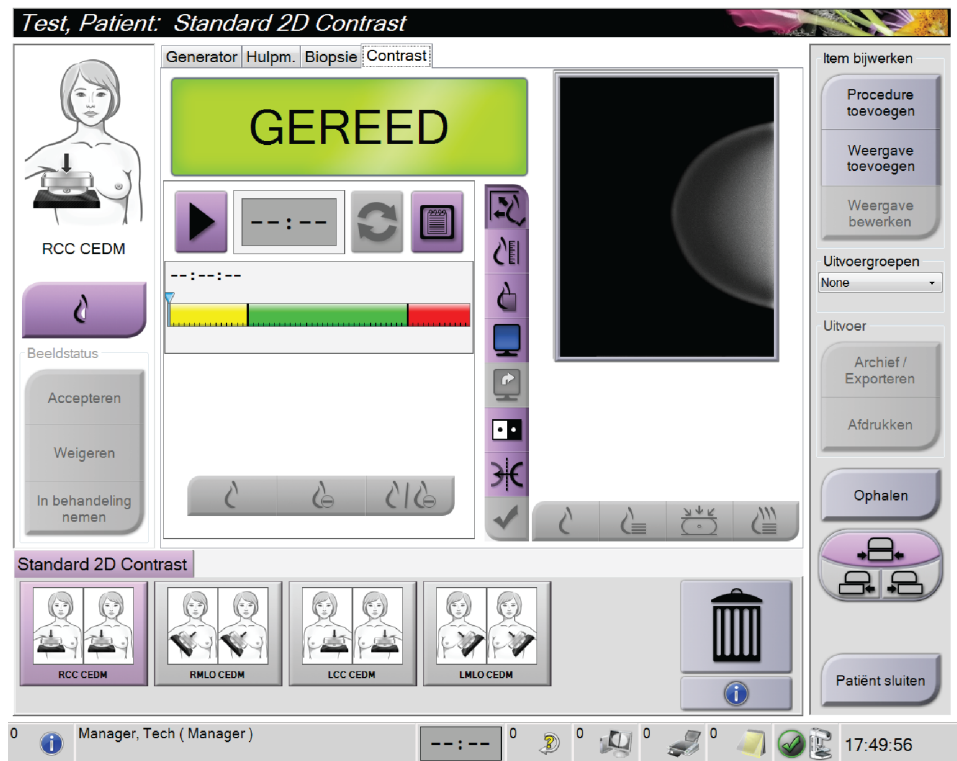 Test, Patient: Standard 2D Contrast
Generator
Hulpm.
Biopsie
Contrast
GEREED
--:--
--:--:--
RCC CEDM
Beeldstatus
Accepteren
Weigeren
In behandeling
nemen
Item bijwerken
Procedure
toevoegen
Weergave
toevoegen
Weergave
bewerken
Uitvoergroepen
None
Uitvoer
Archief /
Exporteren
Afdrukken
Ophalen
Patiënt sluiten
Standard 2D Contrast
RCC CEDM
RMLO CEDM
LCC CEDM
LMLO CEDM
0
Manager, Tech ( Manager )
--:--
0
0
0
0
17:49:56